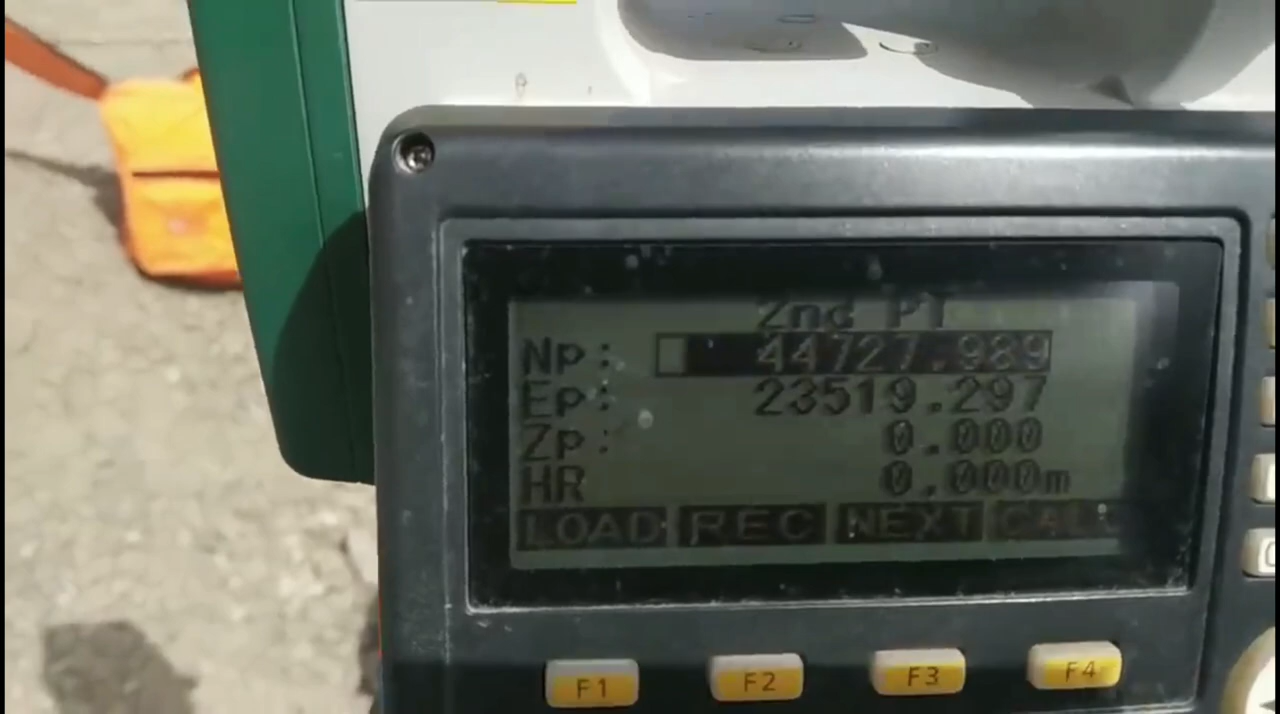 2nd PT
Np: 44727.989
Ep: 23519.297
Zp: 0.000
HR 0.000m
LOAD REC NEXT CALC
F1 F2 F3 F4